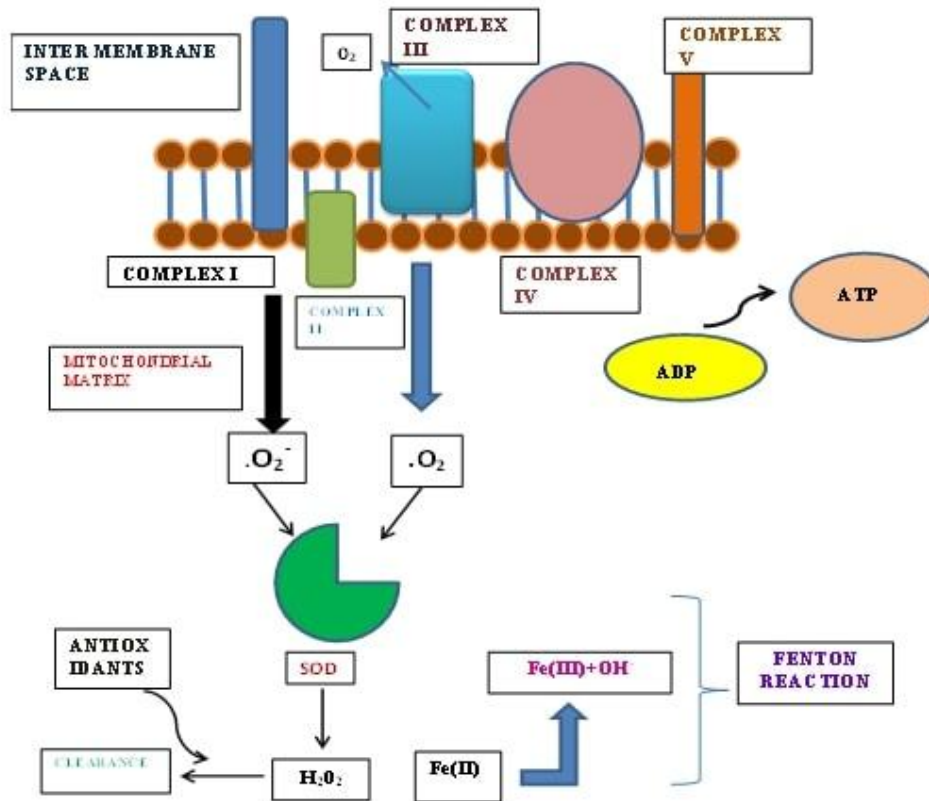 INTER MEMBRANE
SPACE
O₂
COMPLEX
III
COMPLEX
V
COMPLEX I
COMPLEX
II
COMPLEX
IV
ATP
ADP
MITOCHONDRIAL
MATRIX
.O₂⁻
.O₂
ANTIOX
IDANTS
SOD
Fe(III)+OH
FENTON
REACTION
CLEARANCE
H₂O₂
Fe(II)